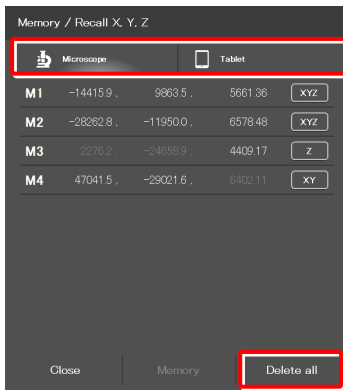 Memory / Recall X, Y, Z
Microscope Tablet
M1 -14415.9 , 9863.5 , 5661.36 XYZ
M2 -28262.8 , -11950.0 , 6578.48 XYZ
M3 2276.2 , -24658.9 , 4409.17 Z
M4 47041.5 , -29021.6 , 6402.11 XY
Close Memory Delete all